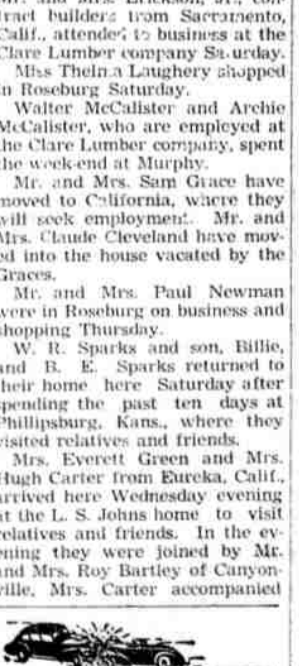 Mr. and Mrs. Erickson, Jr., con-
tract builders from Sacramento,
Calif., attended to business at the
Clare Lumber company Saturday.
Miss Thelma Laughery shopped
in Roseburg Saturday.
Walter McCalister and Archie
McCalister, who are employed at
the Clare Lumber company, spent
the week-end at Murphy.
Mr. and Mrs. Sam Grace have
moved to California, where they
will seek employment. Mr. and
Mrs. Claude Cleveland have mov-
ed into the house vacated by the
Graces.
Mr. and Mrs. Paul Newman
were in Roseburg on business and
shopping Thursday.
W. R. Sparks and son, Billie,
and B. E. Sparks returned to
their home here Saturday after
spending the past ten days at
Phillipsburg, Kans., where they
visited relatives and friends.
Mrs. Everett Green and Mrs.
Hugh Carter from Eureka, Calif.,
arrived here Wednesday evening
at the L. S. Johns home to visit
relatives and friends. In the ev-
ening they were joined by Mr.
and Mrs. Roy Bartley of Canyon-
ville, Mrs. Carter accompanied